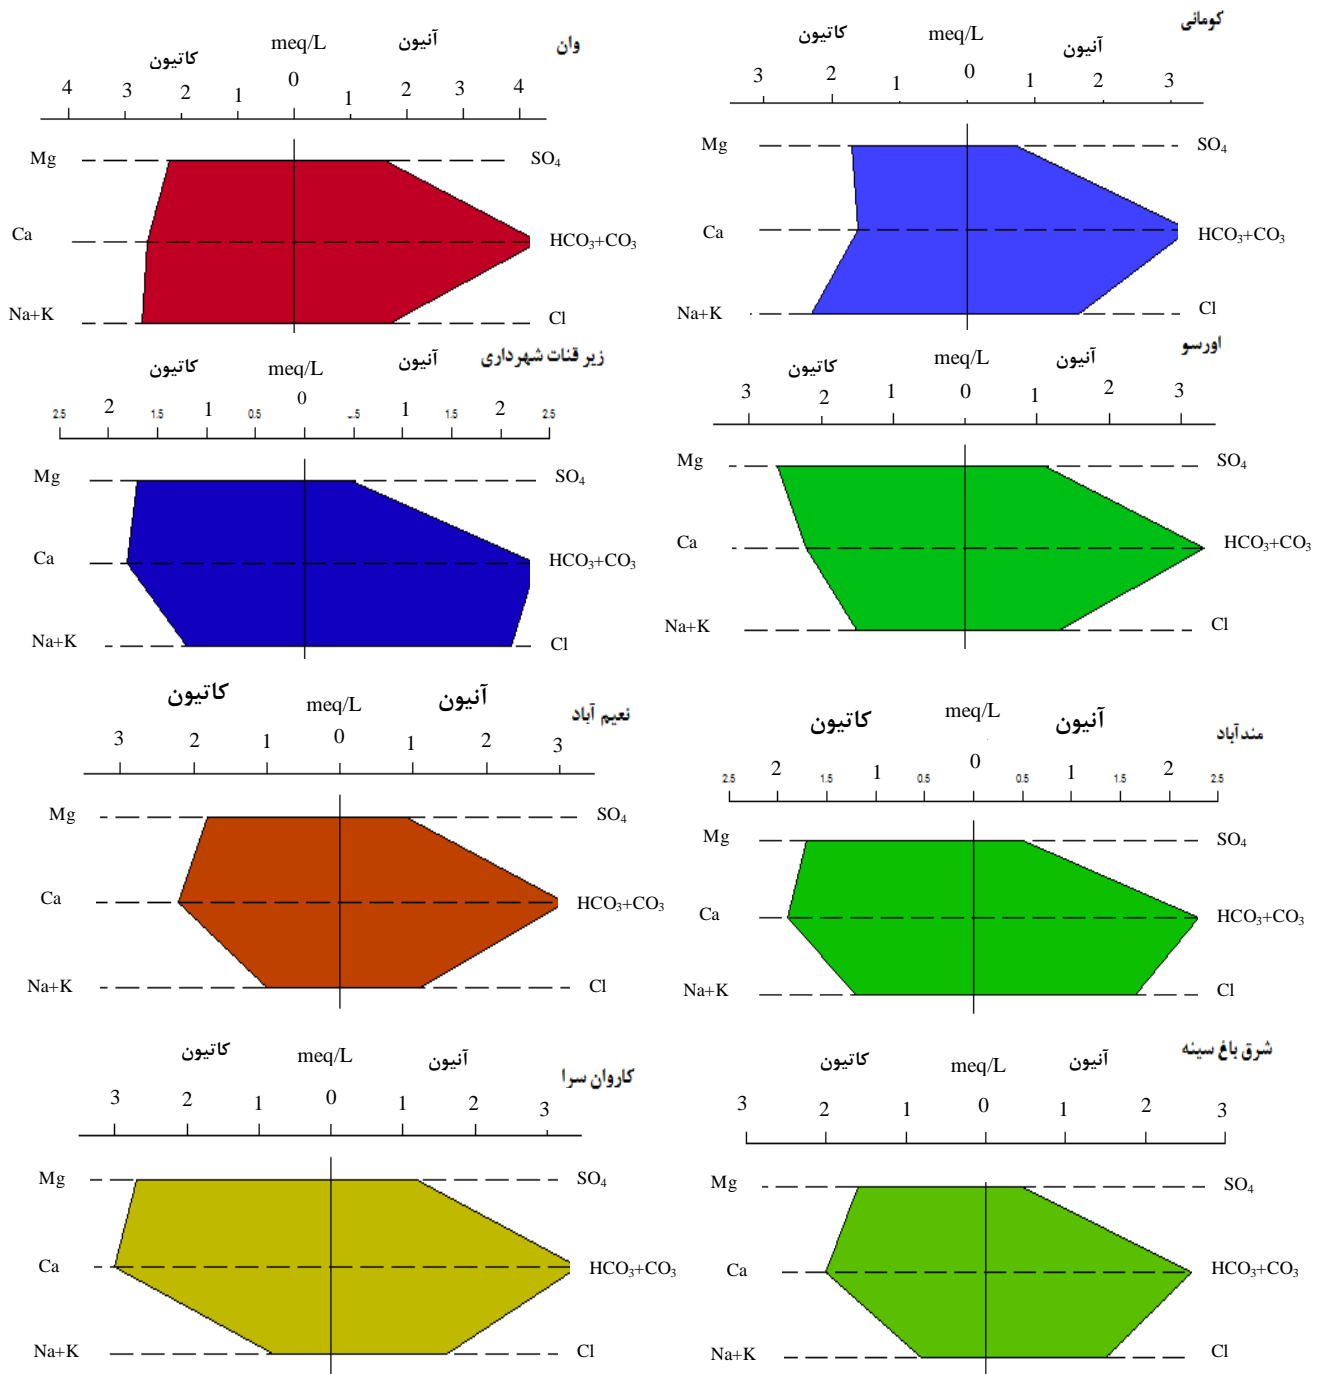 وان
آنیون
meq/L
کاتیون
4 3 2 1 0 1 2 3 4
Mg SO₄
Ca HCO₃+CO₃
Na+K Cl
کومانی
آنیون
meq/L
کاتیون
3 2 1 0 1 2 3
Mg SO₄
Ca HCO₃+CO₃
Na+K Cl
زیر قنات شهرداری
آنیون
meq/L
کاتیون
2.5 2 1.5 1 0.5 0 .5 1 1.5 2 2.5
Mg SO₄
Ca HCO₃+CO₃
Na+K Cl
اورسو
آنیون
meq/L
کاتیون
3 2 1 0 1 2 3
Mg SO₄
Ca HCO₃+CO₃
Na+K Cl
نعیم آباد
آنیون
meq/L
کاتیون
3 2 1 0 1 2 3
Mg SO₄
Ca HCO₃+CO₃
Na+K Cl
مندآباد
آنیون
meq/L
کاتیون
2.5 2 1.5 1 0.5 0 0.5 1 1.5 2 2.5
Mg SO₄
Ca HCO₃+CO₃
Na+K Cl
کاروان سرا
آنیون
meq/L
کاتیون
3 2 1 0 1 2 3
Mg SO₄
Ca HCO₃+CO₃
Na+K Cl
شرق باغ سینه
آنیون
meq/L
کاتیون
3 2 1 0 1 2 3
Mg SO₄
Ca HCO₃+CO₃
Na+K Cl